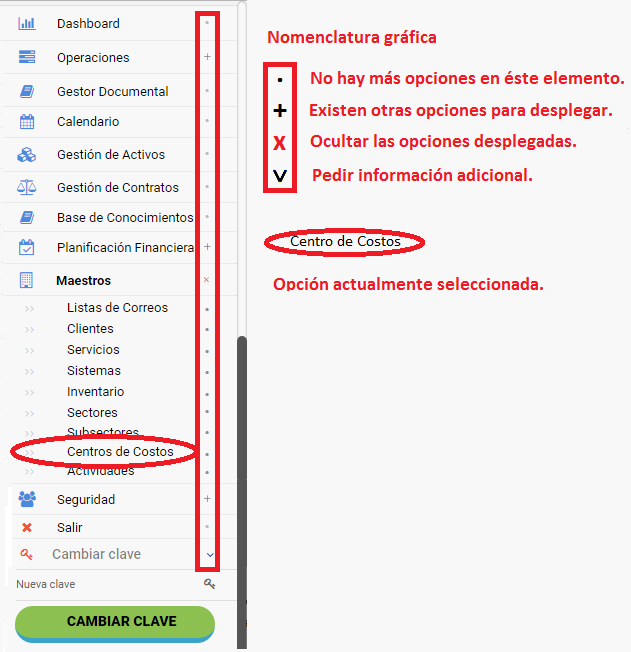 Dashboard
Operaciones +
Gestor Documental
Calendario
Gestión de Activos
Gestión de Contratos
Base de Conocimientos
Planificación Financiera +
Maestros ×
›› Listas de Correos
›› Clientes
›› Servicios
›› Sistemas
›› Inventario
›› Sectores
›› Subsectores
›› Centros de Costos
›› Actividades
Seguridad +
Salir
Cambiar clave
Nueva clave
CAMBIAR CLAVE
Nomenclatura gráfica
· No hay más opciones en éste elemento.
+ Existen otras opciones para desplegar.
X Ocultar las opciones desplegadas.
v Pedir información adicional.
Centro de Costos
Opción actualmente seleccionada.